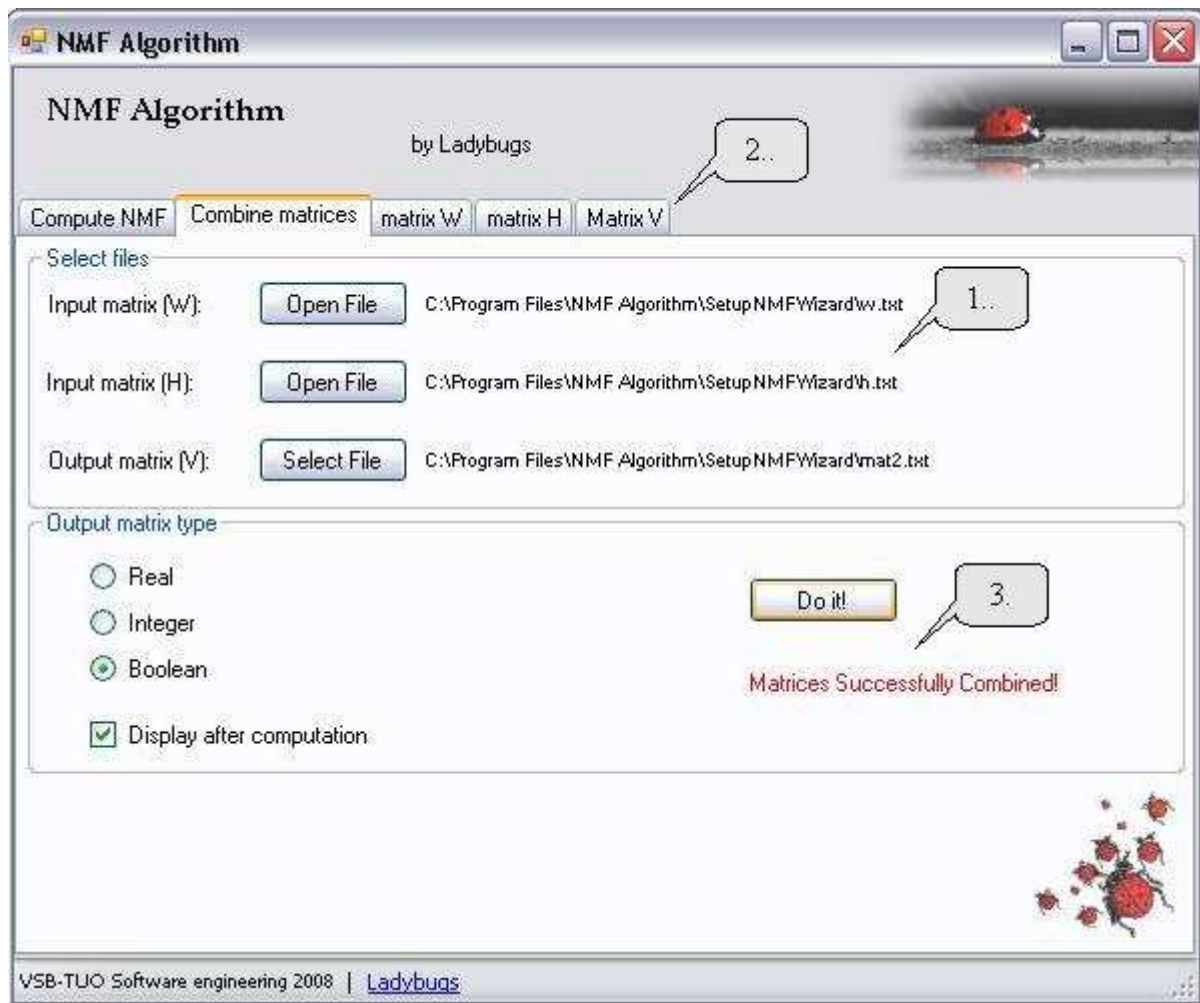 NMF Algorithm
NMF Algorithm
by Ladybugs
2..
Compute NMF Combine matrices matrix W matrix H Matrix V
Select files
1..
Input matrix (W): Open File C:\Program Files\NMF Algorithm\SetupNMFWizard\w.txt
Input matrix (H): Open File C:\Program Files\NMF Algorithm\SetupNMFWizard\h.txt
Output matrix (V): Select File C:\Program Files\NMF Algorithm\SetupNMFWizard\mat2.txt
Output matrix type
Real
Do it! 3.
Integer
Boolean
Matrices Successfully Combined!
Display after computation
VSB-TUO Software engineering 2008 | Ladybugs